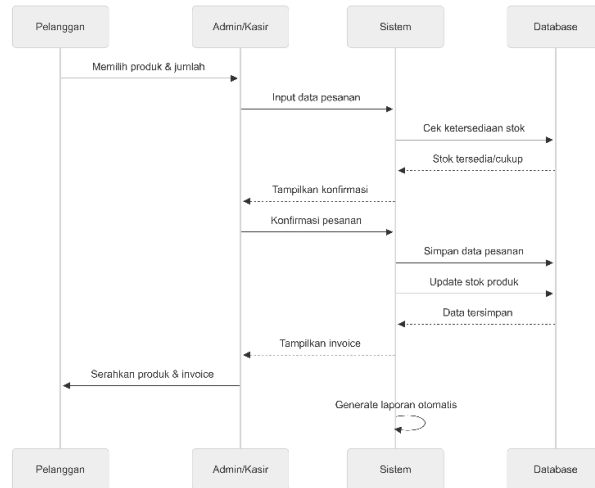 Pelanggan Admin/Kasir Sistem Database
Memilih produk & jumlah
Input data pesanan
Cek ketersediaan stok
Stok tersedia/cukup
Tampilkan konfirmasi
Konfirmasi pesanan
Simpan data pesanan
Update stok produk
Data tersimpan
Tampilkan invoice
Serahkan produk & invoice
Generate laporan otomatis
Pelanggan Admin/Kasir Sistem Database